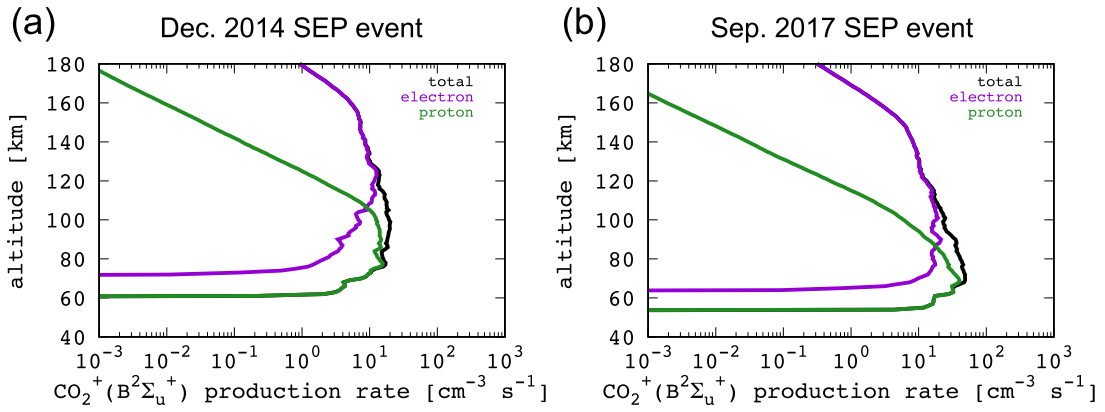 (a) Dec. 2014 SEP event
180
160
140
120
100
80
60
40
altitude [km]
total
electron
proton
10⁻³ 10⁻² 10⁻¹ 10⁰ 10¹ 10² 10³
CO₂⁺(B²Σᵤ⁺) production rate [cm⁻³ s⁻¹]
(b) Sep. 2017 SEP event
180
160
140
120
100
80
60
40
altitude [km]
total
electron
proton
10⁻³ 10⁻² 10⁻¹ 10⁰ 10¹ 10² 10³
CO₂⁺(B²Σᵤ⁺) production rate [cm⁻³ s⁻¹]